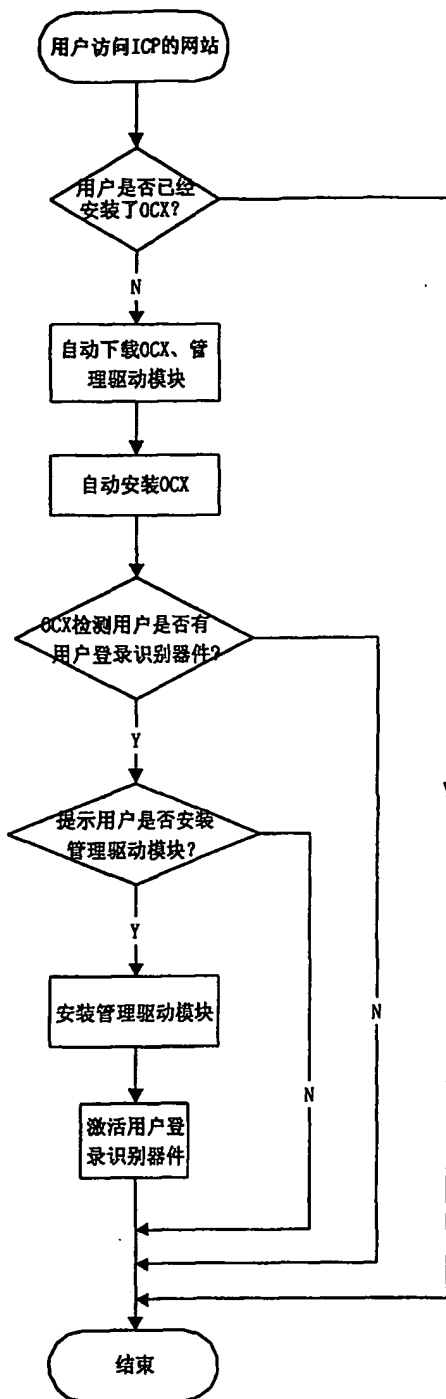 用户访问ICP的网站
用户是否已经
安装了OCX?
N
自动下载OCX、管
理驱动模块
自动安装OCX
OCX检测用户是否有
用户登录识别器件?
Y
提示用户是否安装
管理驱动模块?
Y
安装管理驱动模块
N
N
激活用户登
录识别器件
结束